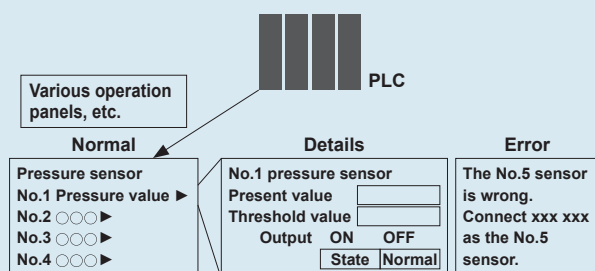 PLC
Various operation
panels, etc.
Normal
Pressure sensor
No.1 Pressure value ►
No.2 ○○○►
No.3 ○○○►
No.4 ○○○►
Details
No.1 pressure sensor
Present value
Threshold value
Output ON OFF
State Normal
Error
The No.5 sensor
is wrong.
Connect xxx xxx
as the No.5
sensor.